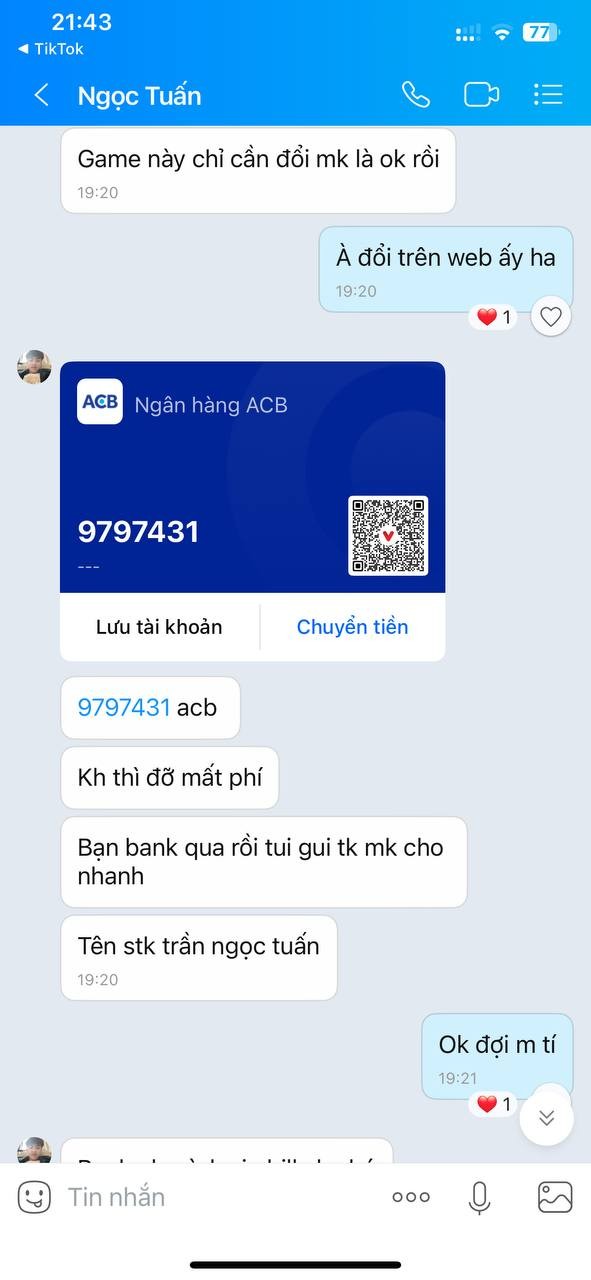 21:43
77
◀ TikTok
Ngọc Tuấn
Game này chỉ cần đổi mk là ok rồi
19:20
À đổi trên web ấy ha
19:20
1
ACB
Ngân hàng ACB
9797431
---
Lưu tài khoản
Chuyển tiền
9797431 acb
Kh thì đỡ mất phí
Bạn bank qua rồi tui gui tk mk cho
nhanh
Tên stk trần ngọc tuấn
19:20
Ok đợi m tí
19:21
1
Tin nhắn